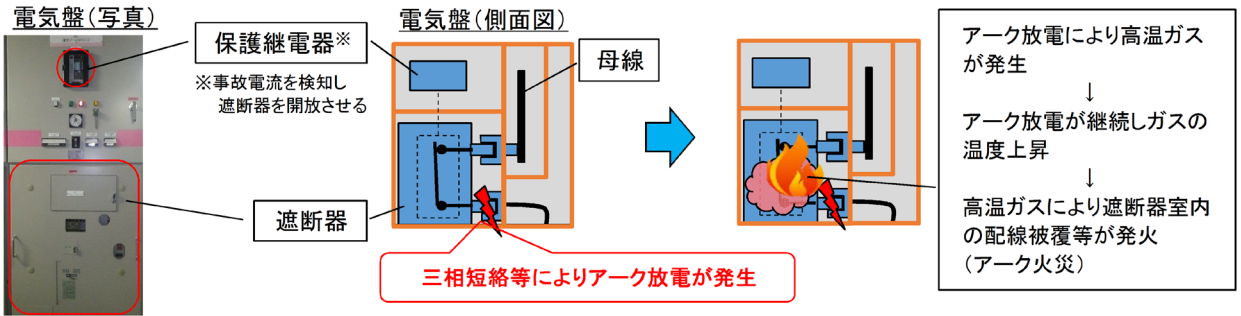 電気盤(写真)
保護継電器※
※事故電流を検知し
遮断器を開放させる
遮断器
電気盤(側面図)
母線
三相短絡等によりアーク放電が発生
アーク放電により高温ガス
が発生
↓
アーク放電が継続しガスの
温度上昇
↓
高温ガスにより遮断器室内
の配線被覆等が発火
(アーク火災)